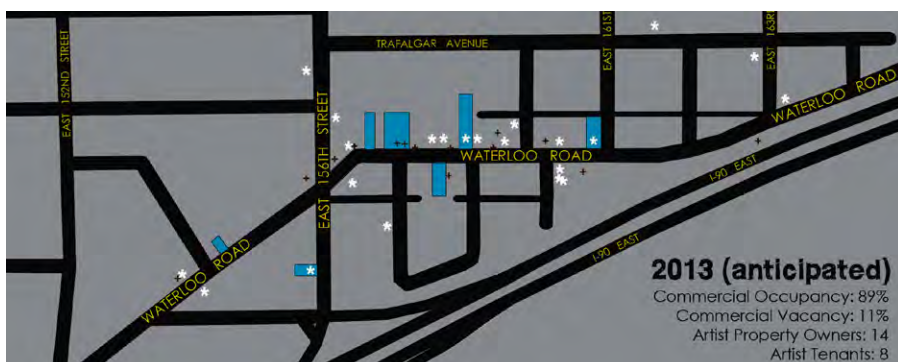 TRAFALGAR AVENUE
EAST 152ND STREET
EAST 156TH STREET
EAST 161ST
EAST 163R
WATERLOO ROAD
WATERLOO ROAD
WATERLOO ROAD
I-90 EAST
I-90 EAST
2013 (anticipated)
Commercial Occupancy: 89%
Commercial Vacancy: 11%
Artist Property Owners: 14
Artist Tenants: 8